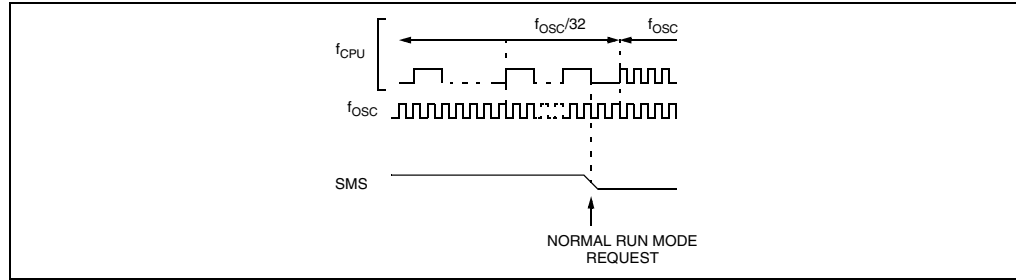 fOSC/32 fOSC
fCPU
fOSC
SMS
NORMAL RUN MODE
REQUEST